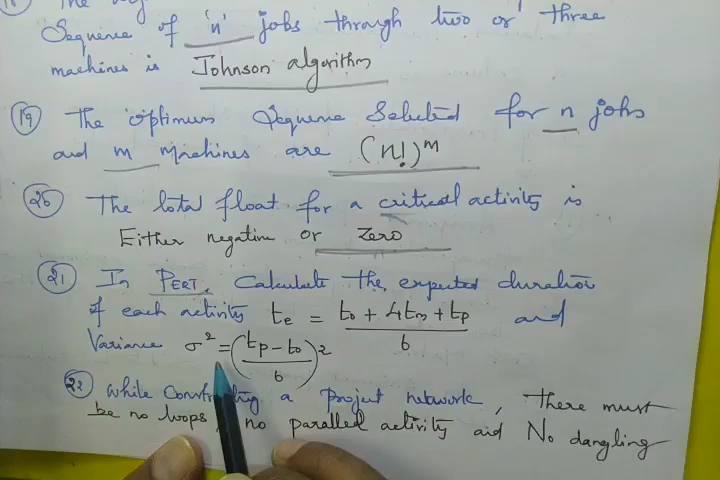 The
Sequence of 'n' jobs through two or three
machines is Johnson algorithm
19 The optimum Sequence Selected for n jobs
and m machines are (n!)^m
20 The total float for a critical activity is
Either negative or Zero
21 In PERT, Calculate the expected duration
of each activity te = to + 4tm + tp / 6 and
Variance σ² = (tp - to / 6)²
22 While Constructing a project network, There must
be no loops, no parallel activity and No dangling